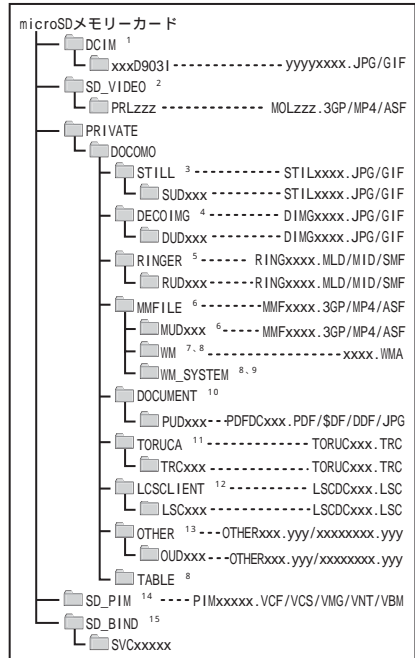 microSDメモリーカード
DCIM 1
xxxD903I yyyyxxxx.JPG/GIF
SD_VIDEO 2
PRLzzz MOLzzz.3GP/MP4/ASF
PRIVATE
DOCOMO
STILL 3 STILxxxx.JPG/GIF
SUDxxx STILxxxx.JPG/GIF
DECOIMG 4 DIMGxxxx.JPG/GIF
DUDxxx DIMGxxxx.JPG/GIF
RINGER 5 RINGxxxx.MLD/MID/SMF
RUDxxx RINGxxxx.MLD/MID/SMF
MMFILE 6 MMFxxxx.3GP/MP4/ASF
MUDxxx 6 MMFxxxx.3GP/MP4/ASF
WM 7、8 xxxx.WMA
WM_SYSTEM 8、9
DOCUMENT 10
PUDxxx PDFDCxxx.PDF/$DF/DDF/JPG
TORUCA 11 TORUCxxx.TRC
TRCxxx TORUCxxx.TRC
LCSCLIENT 12 LSCDCxxx.LSC
LSCxxx LSCDCxxx.LSC
OTHER 13 OTHERxxx.yyy/xxxxxxxx.yyy
OUDxxx OTHERxxx.yyy/xxxxxxxx.yyy
TABLE 8
SD_PIM 14 PIMxxxxx.VCF/VCS/VMG/VNT/VBM
SD_BIND 15
SVCxxxxx